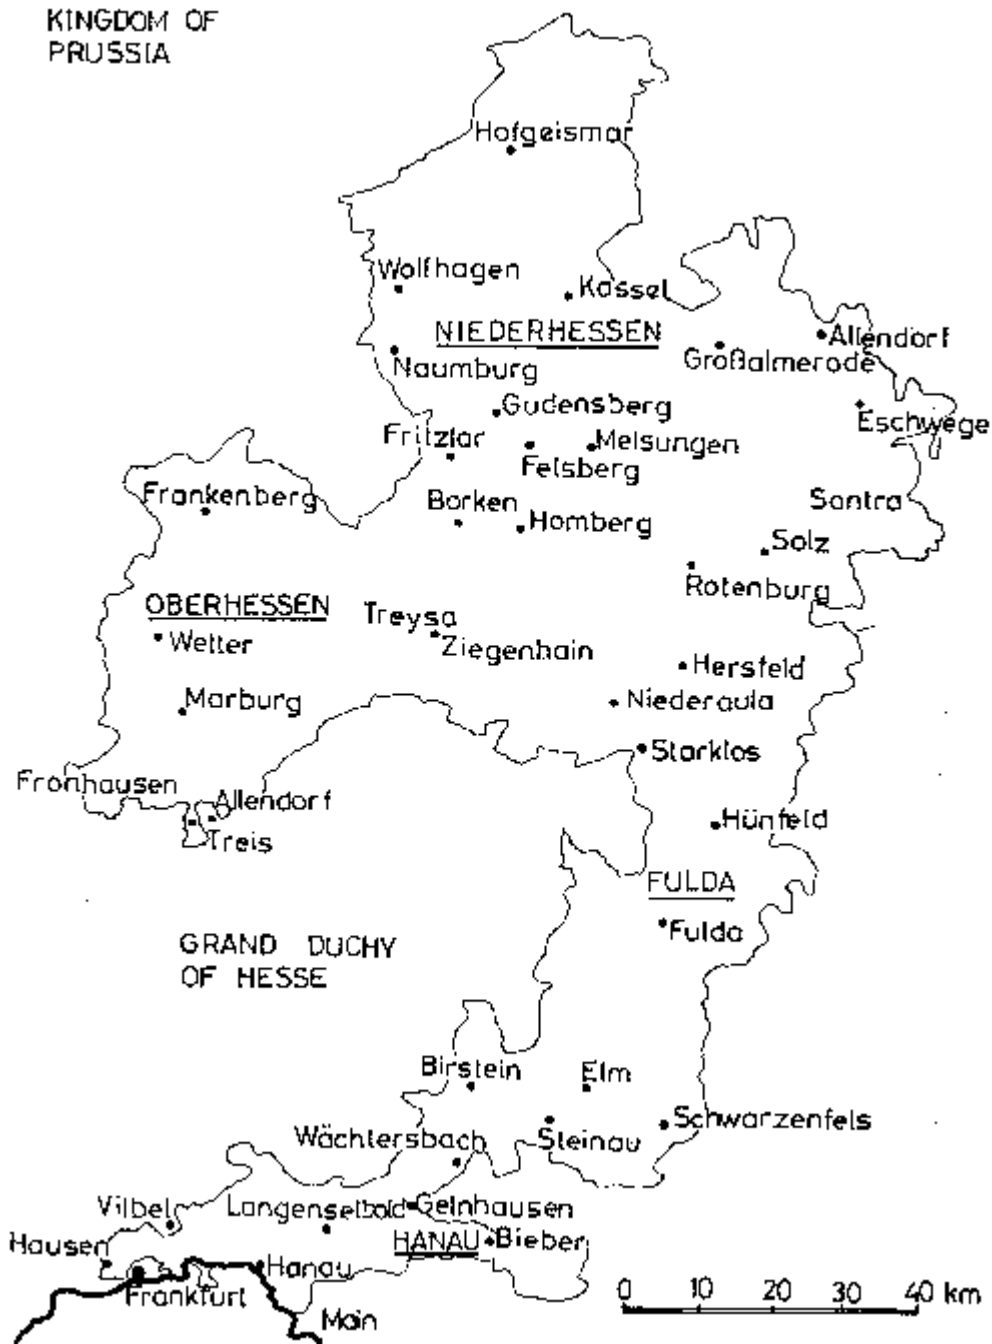 KINGDOM OF
PRUSSIA
Hofgeismar
Wolfhagen
Kassel
NIEDERHESSEN
Allendorf
Großalmerode
Naumburg
Gudensberg
Eschwege
Fritzlar
Melsungen
Felsberg
Frankenberg
Borken
Homberg
Sontra
Solz
Rotenburg
OBERHESSEN
Treysa
Wetter
Ziegenhain
Hersfeld
Marburg
Niederaula
Starklos
Fronhausen
Allendorf
Treis
Hünfeld
FULDA
Fulda
GRAND DUCHY
OF HESSE
Birstein
Elm
Schwarzenfels
Wächtersbach
Steinau
Vilbel
Langenselbold
Gelnhausen
Hausen
HANAU
Bieber
Hanau
Frankfurt
Main
0 10 20 30 40 km